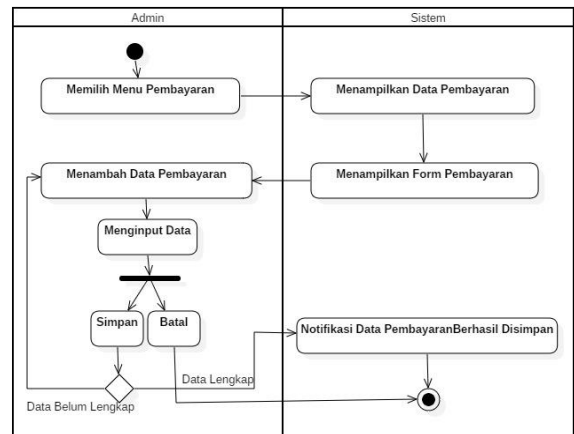 Admin
Sistem
Memilih Menu Pembayaran
Menampilkan Data Pembayaran
Menambah Data Pembayaran
Menampilkan Form Pembayaran
Menginput Data
Simpan
Batal
Notifikasi Data PembayaranBerhasil Disimpan
Data Lengkap
Data Belum Lengkap